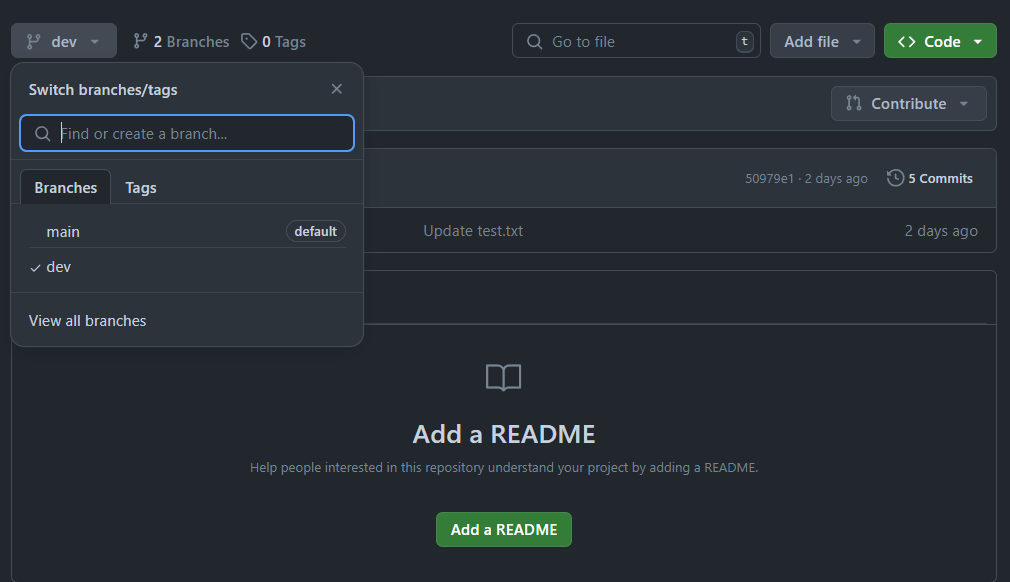 dev
2 Branches
0 Tags
Go to file
t
Add file
Code
Switch branches/tags
Find or create a branch...
Contribute
Branches
Tags
50979e1 · 2 days ago
5 Commits
main
default
Update test.txt
2 days ago
dev
View all branches
Add a README
Help people interested in this repository understand your project by adding a README.
Add a README